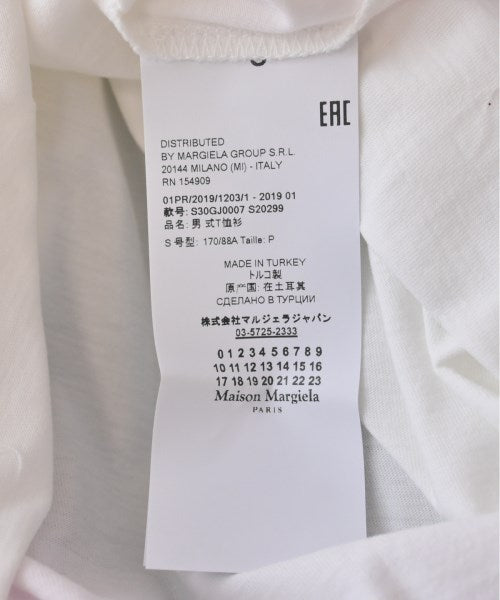 EAC
DISTRIBUTED
BY MARGIELA GROUP S.R.L.
20144 MILANO (MI) - ITALY
RN 154909
01PR/2019/1203/1 - 2019 01
款号: S30GJ0007 S20299
品名: 男 式T恤衫
S 号型: 170/88A Taille: P
MADE IN TURKEY
トルコ製
原产国: 在土耳其
СДЕЛАНО В ТУРЦИИ
株式会社マルジェラジャパン
03-5725-2333
0 1 2 3 4 5 6 7 8 9
10 11 12 13 14 15 16
17 18 19 20 21 22 23
Maison Margiela
PARIS